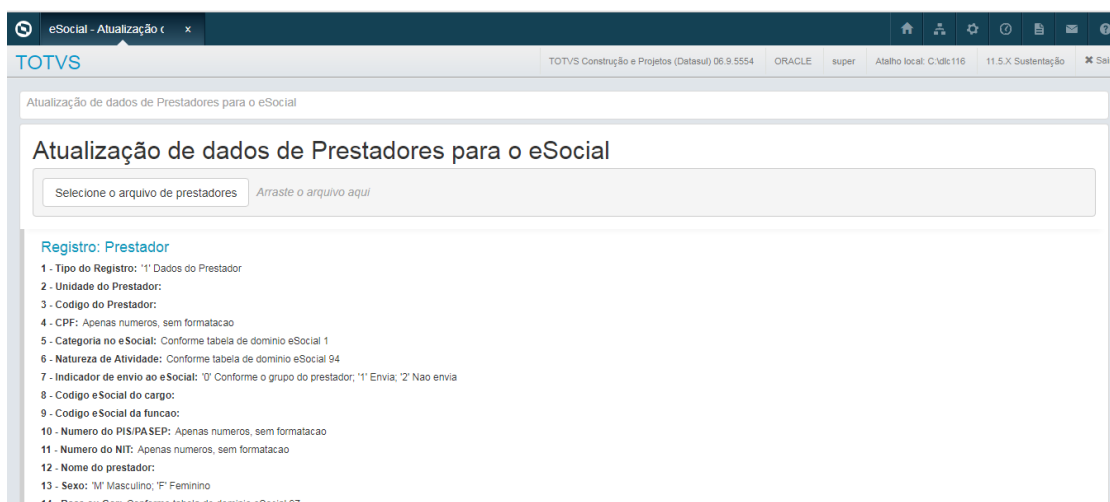 eSocial - Atualização c x
TOTVS
TOTVS Construção e Projetos (Datasul) 06.9.5554 ORACLE super Atalho local: C:\dlc116 11.5.X Sustentação ✖ Sai
Atualização de dados de Prestadores para o eSocial
Atualização de dados de Prestadores para o eSocial
Selecione o arquivo de prestadores Arraste o arquivo aqui
Registro: Prestador
1 - Tipo do Registro: '1' Dados do Prestador
2 - Unidade do Prestador:
3 - Codigo do Prestador:
4 - CPF: Apenas numeros, sem formatacao
5 - Categoria no eSocial: Conforme tabela de dominio eSocial 1
6 - Natureza de Atividade: Conforme tabela de dominio eSocial 94
7 - Indicador de envio ao eSocial: '0' Conforme o grupo do prestador; '1' Envia; '2' Nao envia
8 - Codigo eSocial do cargo:
9 - Codigo eSocial da funcao:
10 - Numero do PIS/PASEP: Apenas numeros, sem formatacao
11 - Numero do NIT: Apenas numeros, sem formatacao
12 - Nome do prestador:
13 - Sexo: 'M' Masculino; 'F' Feminino